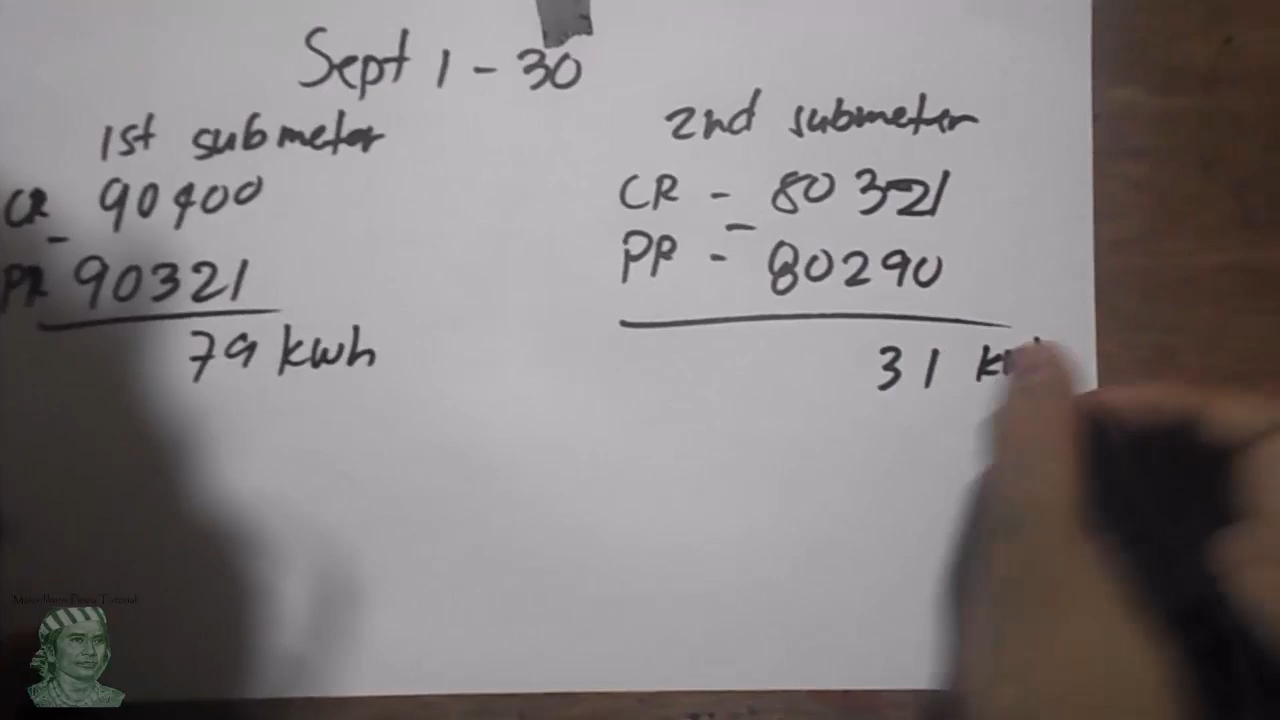 Sept 1 - 30
1st submeter
CR 90400
-
PR 90321
79 kwh
2nd submeter
CR - 80321
-
PR - 80290
31